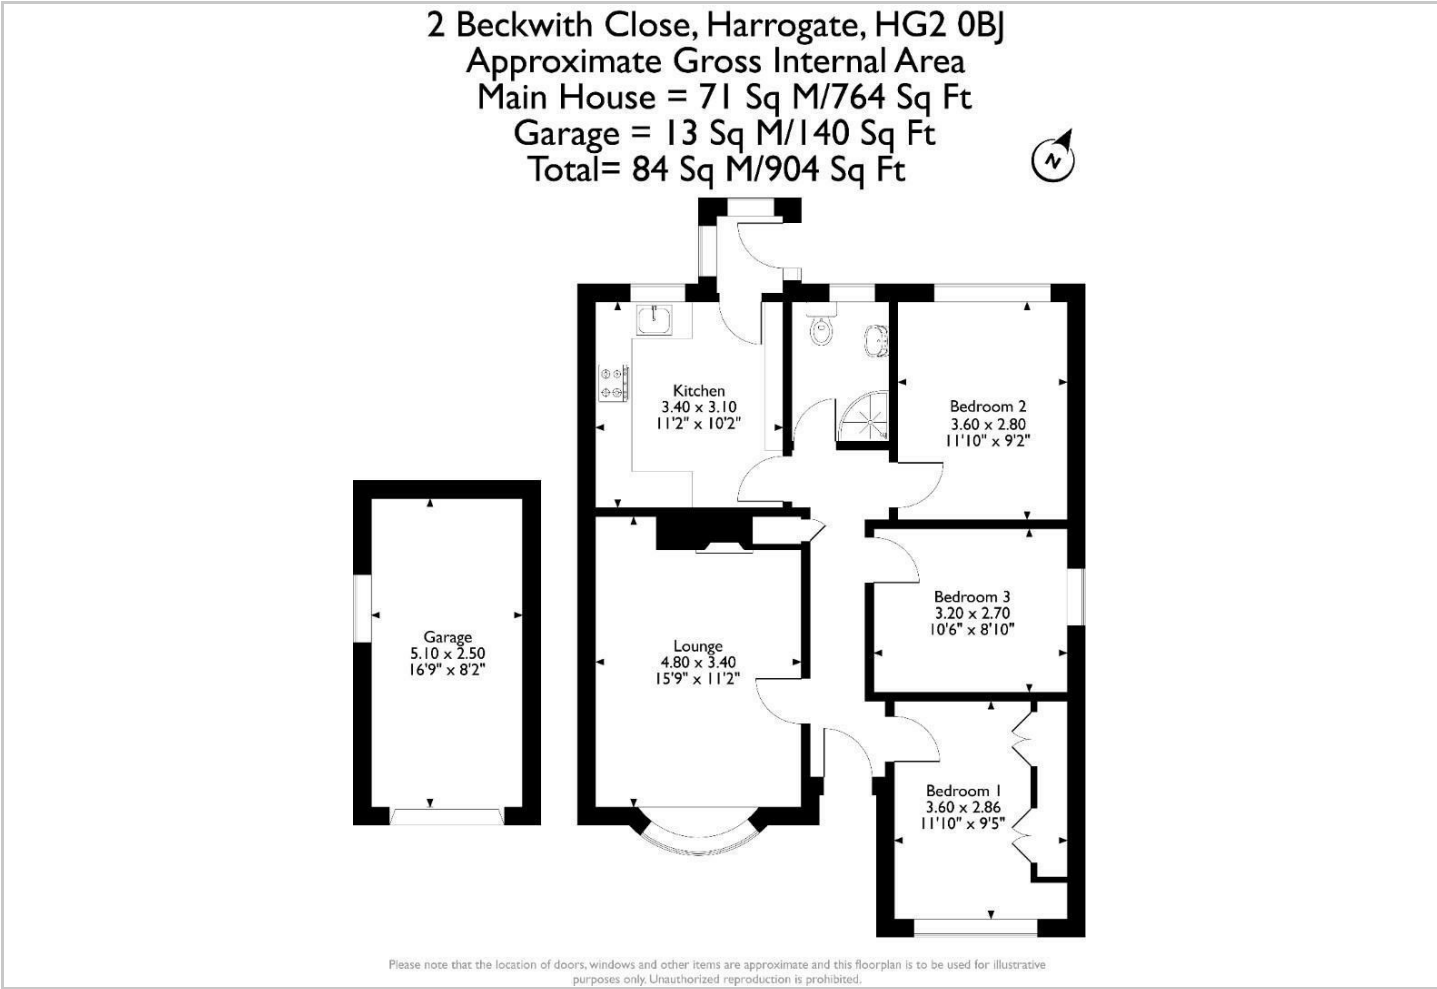 2 Beckwith Close, Harrogate, HG2 0BJ
Approximate Gross Internal Area
Main House = 71 Sq M/764 Sq Ft
Garage = 13 Sq M/140 Sq Ft
Total= 84 Sq M/904 Sq Ft
N
Kitchen
3.40 x 3.10
11'2" x 10'2"
Bedroom 2
3.60 x 2.80
11'10" x 9'2"
Bedroom 3
3.20 x 2.70
10'6" x 8'10"
Garage
5.10 x 2.50
16'9" x 8'2"
Lounge
4.80 x 3.40
15'9" x 11'2"
Bedroom 1
3.60 x 2.86
11'10" x 9'5"
Please note that the location of doors, windows and other items are approximate and this floorplan is to be used for illustrative
purposes only. Unauthorized reproduction is prohibited.